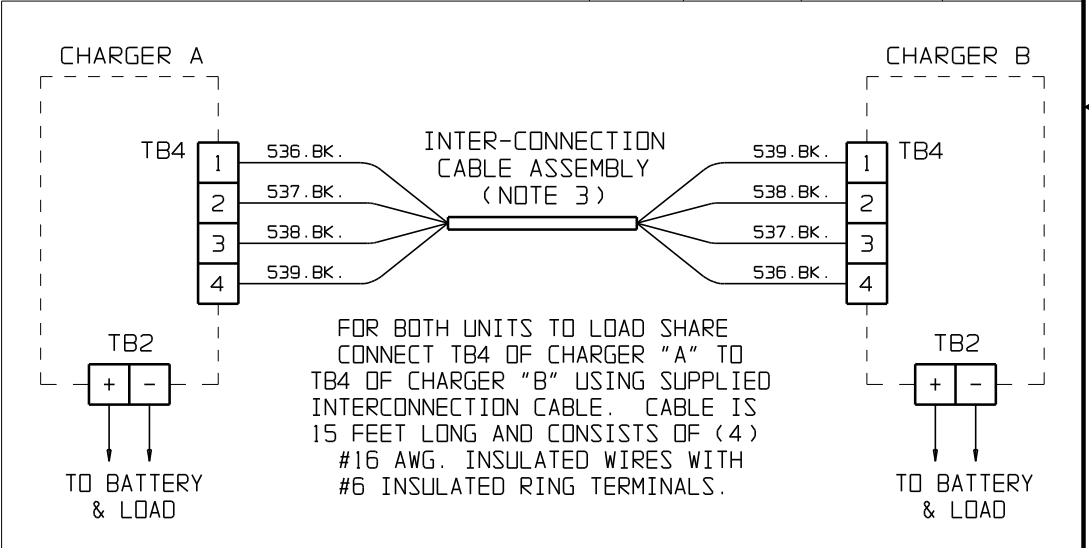 CHARGER A
CHARGER B
TB4
1
2
3
4
536.BK.
537.BK.
538.BK.
539.BK.
INTER-CONNECTION
CABLE ASSEMBLY
(NOTE 3)
539.BK.
538.BK.
537.BK.
536.BK.
1
2
3
4
TB4
FOR BOTH UNITS TO LOAD SHARE
CONNECT TB4 OF CHARGER "A" TO
TB4 OF CHARGER "B" USING SUPPLIED
INTERCONNECTION CABLE. CABLE IS
15 FEET LONG AND CONSISTS OF (4)
#16 AWG. INSULATED WIRES WITH
#6 INSULATED RING TERMINALS.
TB2
+ -
TO BATTERY
& LOAD
TB2
+ -
TO BATTERY
& LOAD